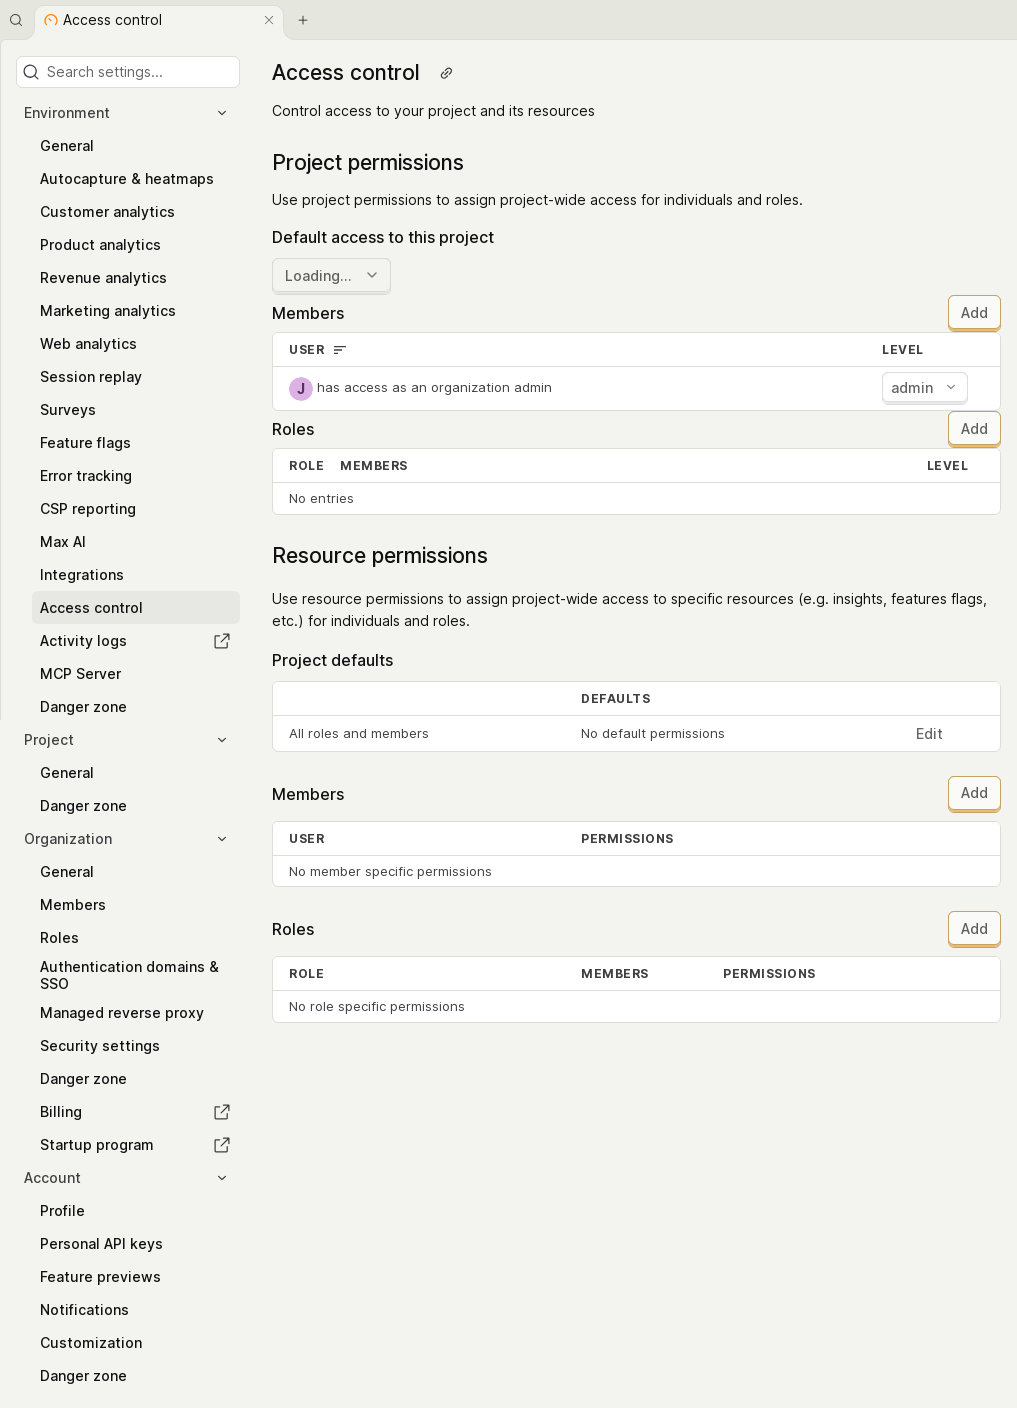 Access control
Search settings...
Environment
General
Autocapture & heatmaps
Customer analytics
Product analytics
Revenue analytics
Marketing analytics
Web analytics
Session replay
Surveys
Feature flags
Error tracking
CSP reporting
Max AI
Integrations
Access control
Activity logs
MCP Server
Danger zone
Project
General
Danger zone
Organization
General
Members
Roles
Authentication domains &
SSO
Managed reverse proxy
Security settings
Danger zone
Billing
Startup program
Account
Profile
Personal API keys
Feature previews
Notifications
Customization
Danger zone
Access control
Control access to your project and its resources
Project permissions
Use project permissions to assign project-wide access for individuals and roles.
Default access to this project
Loading...
Members Add
USER LEVEL
J has access as an organization admin admin
Roles Add
ROLE MEMBERS LEVEL
No entries
Resource permissions
Use resource permissions to assign project-wide access to specific resources (e.g. insights, features flags,
etc.) for individuals and roles.
Project defaults
DEFAULTS
All roles and members No default permissions Edit
Members Add
USER PERMISSIONS
No member specific permissions
Roles Add
ROLE MEMBERS PERMISSIONS
No role specific permissions